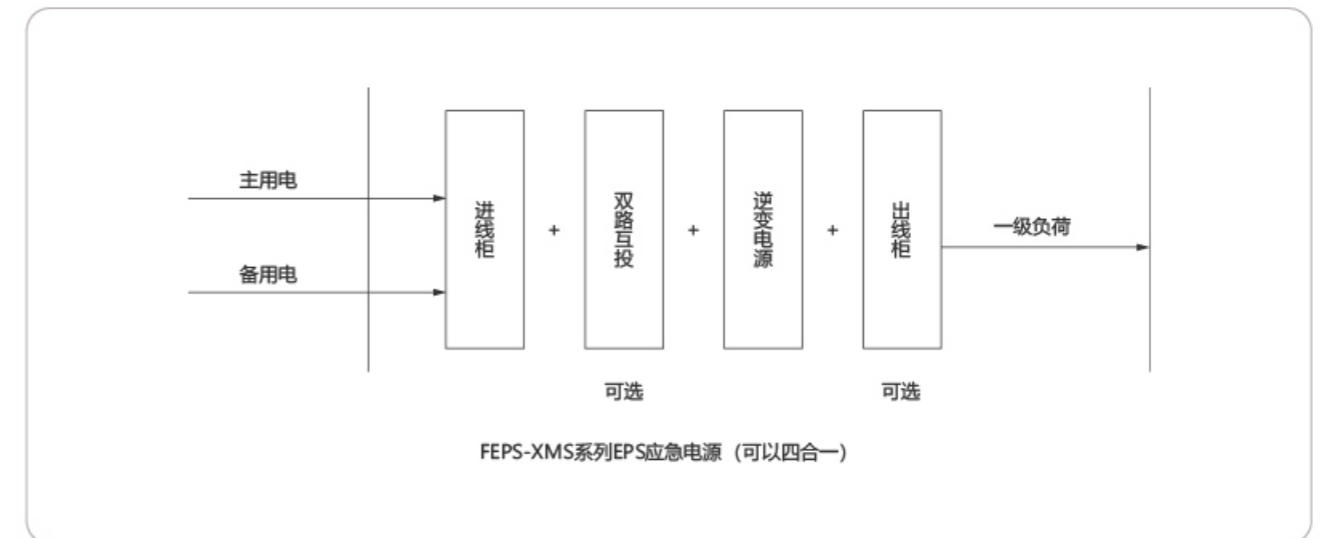 主用电
备用电
进线柜
+
双路互投
+
逆变电源
+
出线柜
一级负荷
可选
可选
FEPS-XMS系列EPS应急电源（可以四合一）